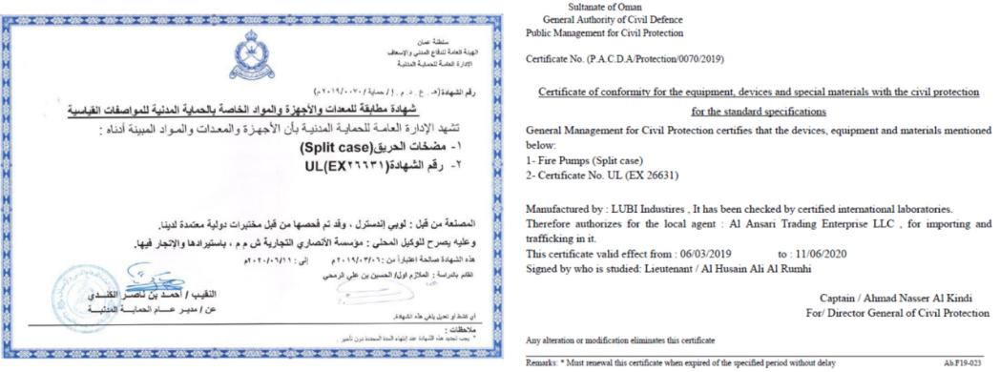 سلطنة عمان
الهيئة العامة للدفاع المدني والإسعاف
الإدارة العامة للحماية المدنية
رقم الشهادة (هـ . ع . د . م . إ / حماية / ٢٠١٩/٠٠٧٠م)
شهادة مطابقة للمعدات والأجهزة والمواد الخاصة بالحماية المدنية للمواصفات القياسية
تشهد الإدارة العامة للحماية المدنية بأن الأجهزة والمعدات والمواد المبينة أدناه :
١- مضخات الحريق(Split case)
٢- رقم الشهادة(UL(EX٢٦٦٣١
المصنعة من قبل : لوبي إندسترل ، وقد تم فحصها من قبل مختبرات دولية معتمدة لدينا.
وعليه يصرح للوكيل المحلي : مؤسسة الأنصاري التجارية ش م م ، باستيرادها والإتجار فيها.
هذه الشهادة صالحة اعتباراً من : ٢٠١٩/٠٣/٠٦م إلى : ٢٠٢٠/٠٦/١١م
القائم بالدراسة : الملازم اول/ الحسين بن علي الرمحي
النقيب / أحمد بن ناصر الكندي
عن / مدير عام الحماية المدنية
أي كشط أو تعديل يلغي هذه الشهادة.
ملاحظات :
* يجب تجديد هذه الشهادة عند إنتهاء المدة المحددة دون تأخير .
Sultanate of Oman
General Authority of Civil Defence
Public Management for Civil Protection
Certificate No. (P.A.C.D.A/Protection/0070/2019)
Certificate of conformity for the equipment, devices and special materials with the civil protection
for the standard specifications
General Management for Civil Protection certifies that the devices, equipment and materials mentioned
below:
1- Fire Pumps (Split case)
2- Certificate No. UL (EX 26631)
Manufactured by : LUBI Industires , It has been checked by certified international laboratories.
Therefore authorizes for the local agent : Al Ansari Trading Enterprise LLC , for importing and
trafficking in it.
This certificate valid effect from : 06/03/2019 to : 11/06/2020
Signed by who is studied: Lieutenant / Al Husain Ali Al Rumhi
Captain / Ahmad Nasser Al Kindi
For/ Director General of Civil Protection
Any alteration or modification eliminates this certificate
Remarks: * Must renewal this certificate when expired of the specified period without delay Ab.F19-023